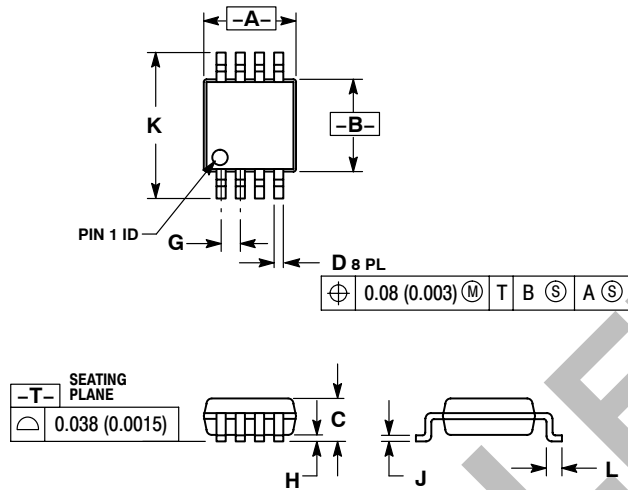 –A–
K
–B–
PIN 1 ID
G
D 8 PL
⌖ 0.08 (0.003) Ⓜ T B Ⓢ A Ⓢ
–T– SEATING
PLANE
⌓ 0.038 (0.0015)
C
H
J
L